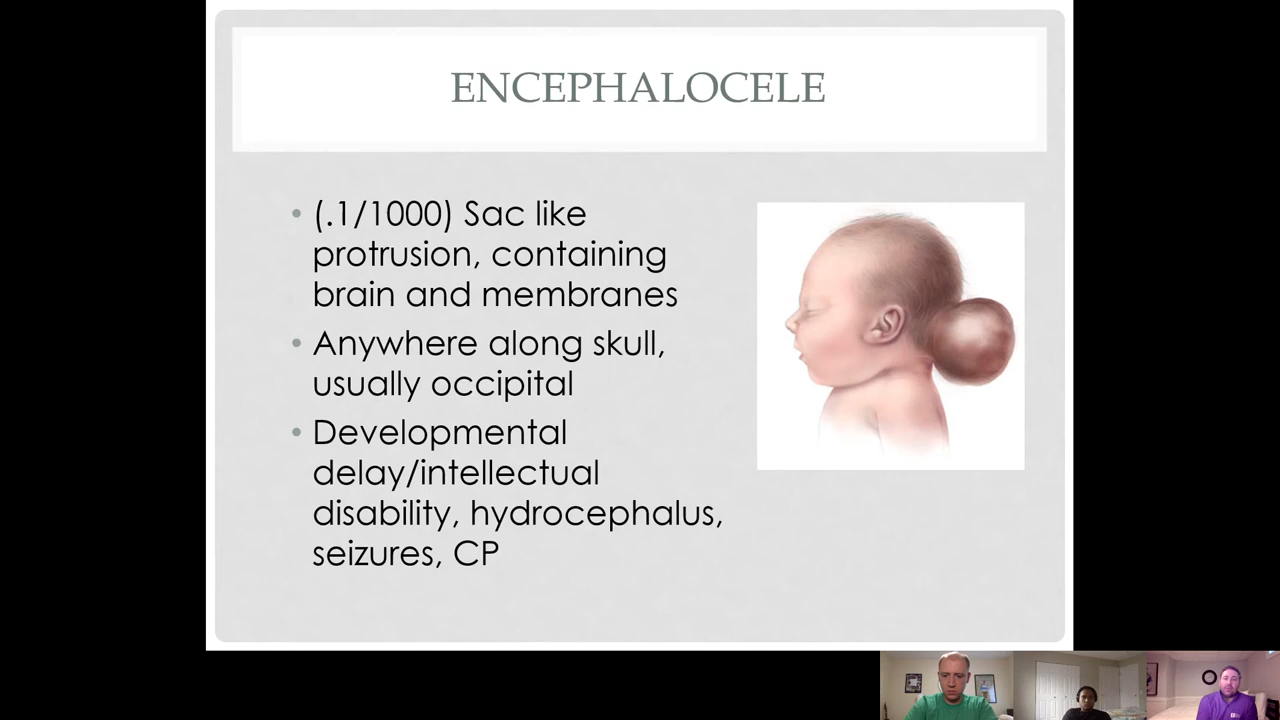 ENCEPHALOCELE
• (.1/1000) Sac like
protrusion, containing
brain and membranes
• Anywhere along skull,
usually occipital
• Developmental
delay/intellectual
disability, hydrocephalus,
seizures, CP